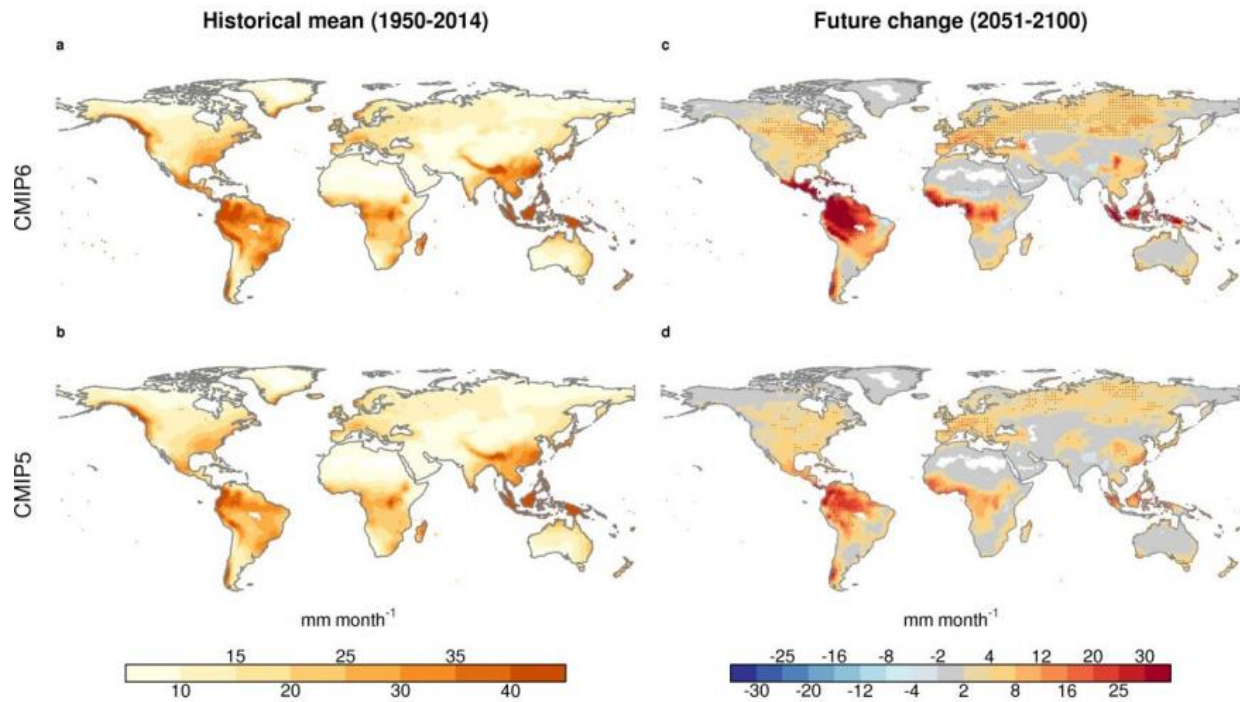 Historical mean (1950-2014)
Future change (2051-2100)
a
c
CMIP6
b
d
CMIP5
mm month⁻¹
mm month⁻¹
15 25 35
10 20 30 40
-25 -16 -8 -2 4 12 20 30
-30 -20 -12 -4 2 8 16 25